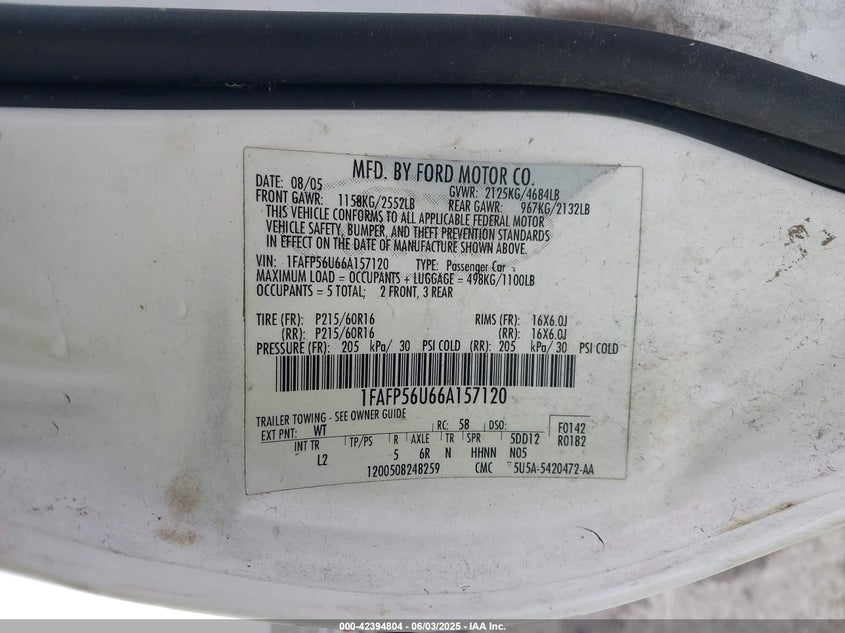 MFD. BY FORD MOTOR CO.
DATE: 08/05 GVWR: 2125KG/4684LB
FRONT GAWR: 1158KG/2552LB REAR GAWR: 967KG/2132LB
THIS VEHICLE CONFORMS TO ALL APPLICABLE FEDERAL MOTOR
VEHICLE SAFETY, BUMPER, AND THEFT PREVENTION STANDARDS
IN EFFECT ON THE DATE OF MANUFACTURE SHOWN ABOVE.
VIN: 1FAFP56U66A157120 TYPE: Passenger Car
MAXIMUM LOAD = OCCUPANTS + LUGGAGE = 498KG/1100LB
OCCUPANTS = 5 TOTAL; 2 FRONT, 3 REAR
TIRE (FR): P215/60R16 RIMS (FR): 16X6.0J
(RR): P215/60R16 (RR): 16X6.0J
PRESSURE (FR): 205 kPa/ 30 PSI COLD (RR): 205 kPa/ 30 PSI COLD
1FAFP56U66A157120
TRAILER TOWING - SEE OWNER GUIDE
EXT PNT: WT RC: 58 DSO: F0142
INT TR TP/PS R AXLE TR SPR 5DD12 R0182
L2 5 6R N HHNN N05
1200508248259 CMC 5U5A-5420472-AA
000-42394804 - 06/03/2025 - IAA Inc.